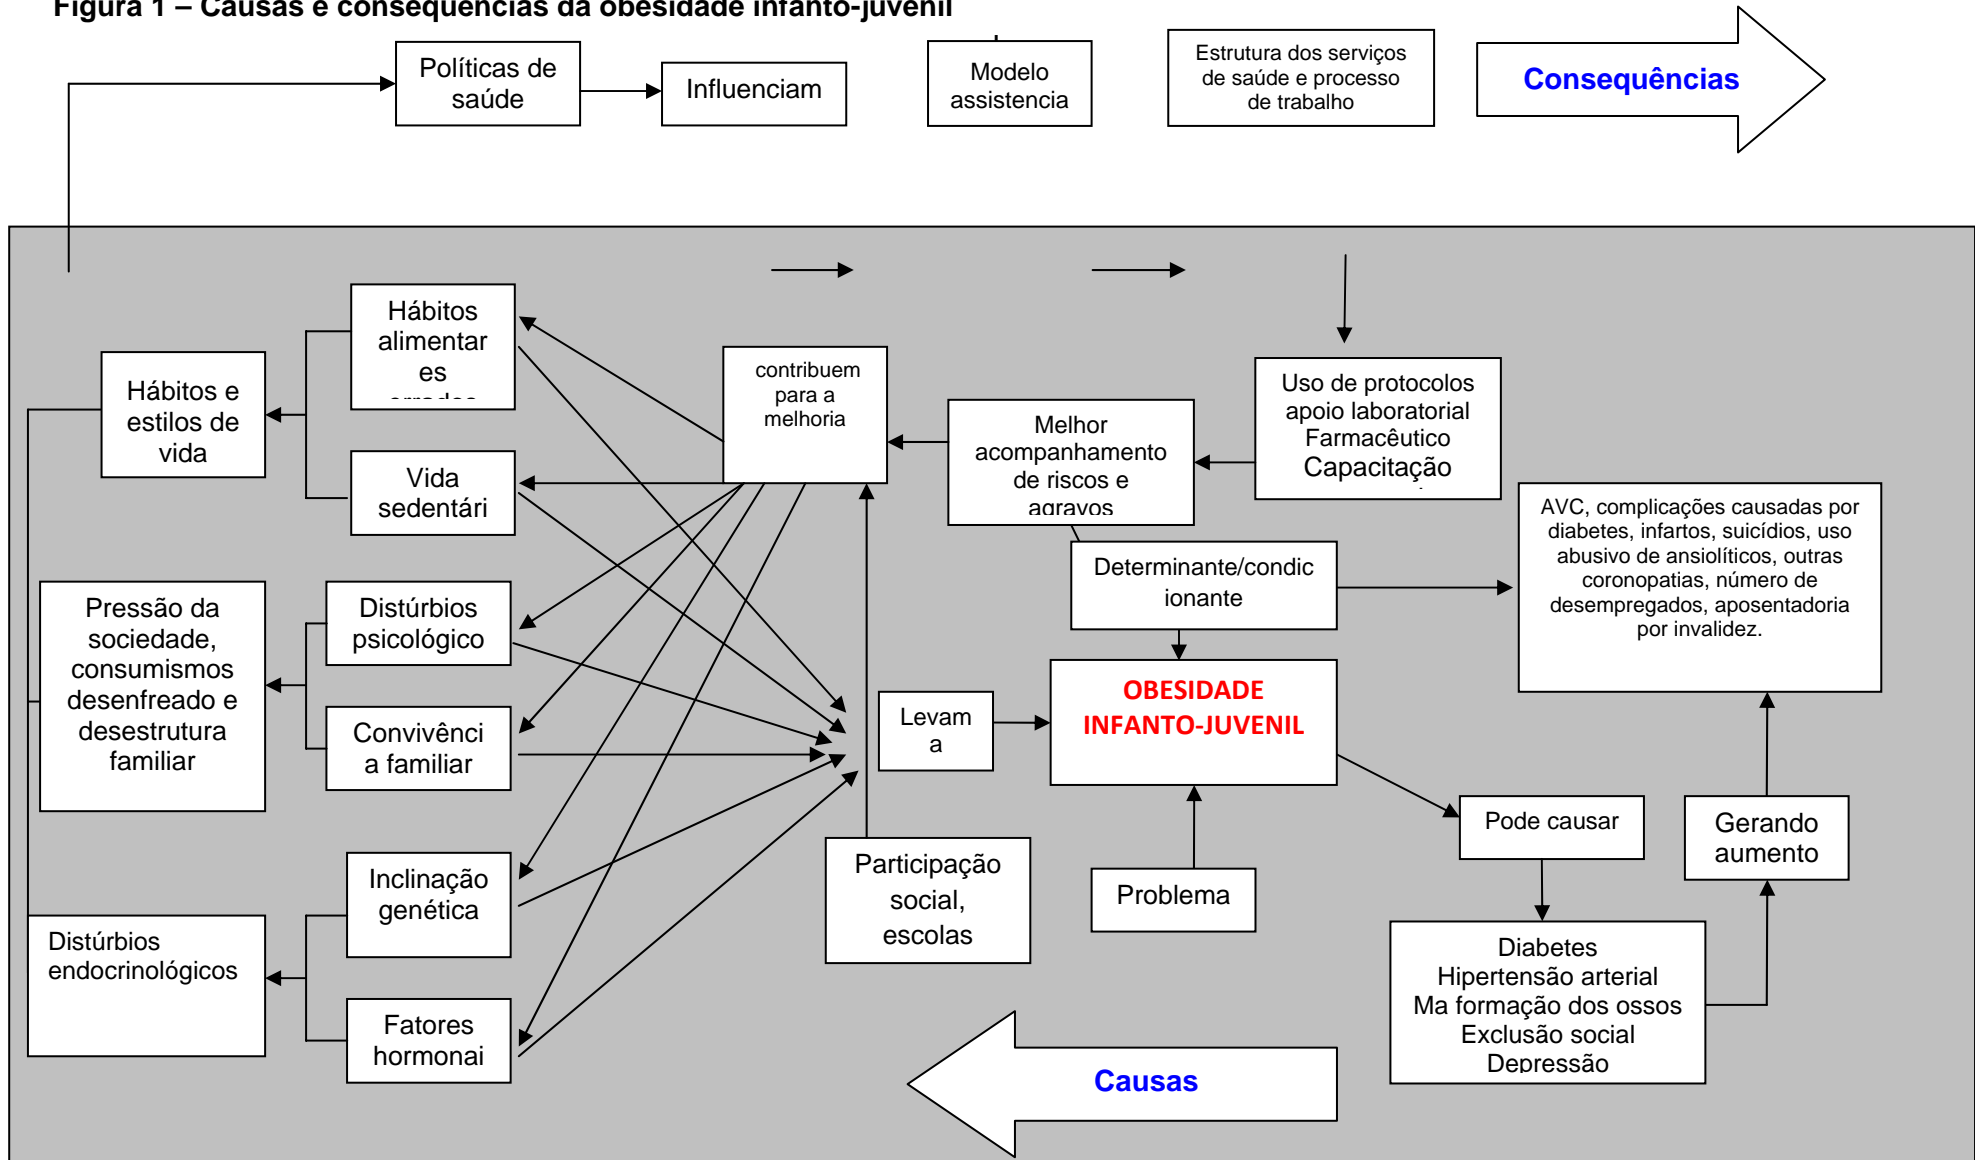 Figura 1 – Causas e consequências da obesidade infanto-juvenil
Políticas de
saúde
Influenciam
Modelo
assistencia
Estrutura dos serviços
de saúde e processo
de trabalho
Consequências
Hábitos
alimentar
es
errados
Hábitos e
estilos de
vida
Vida
sedentári
contribuem
para a
melhoria
Melhor
acompanhamento
de riscos e
agravos
Uso de protocolos
apoio laboratorial
Farmacêutico
Capacitação
AVC, complicações causadas por
diabetes, infartos, suicídios, uso
abusivo de ansiolíticos, outras
coronopatias, número de
desempregados, aposentadoria
por invalidez.
Determinante/condic
ionante
Pressão da
sociedade,
consumismos
desenfreado e
desestrutura
familiar
Distúrbios
psicológico
Convivênci
a familiar
Levam
a
OBESIDADE
INFANTO-JUVENIL
Pode causar
Gerando
aumento
Participação
social,
escolas
Problema
Inclinação
genética
Distúrbios
endocrinológicos
Fatores
hormonai
Diabetes
Hipertensão arterial
Ma formação dos ossos
Exclusão social
Depressão
Causas